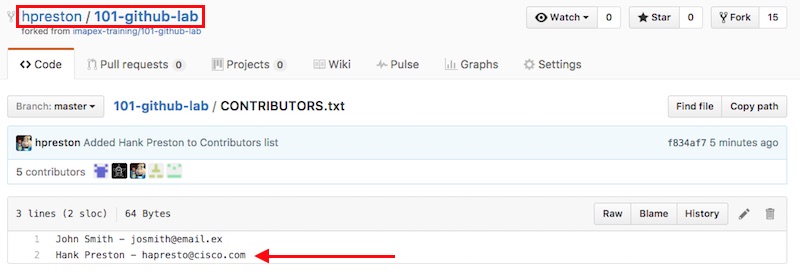 hpreston / 101-github-lab
forked from imapex-training/101-github-lab
Watch 0 Star 0 Fork 15
Code Pull requests 0 Projects 0 Wiki Pulse Graphs Settings
Branch: master 101-github-lab / CONTRIBUTORS.txt Find file Copy path
hpreston Added Hank Preston to Contributors list f834af7 5 minutes ago
5 contributors
3 lines (2 sloc) 64 Bytes Raw Blame History
1 John Smith - josmith@email.ex
2 Hank Preston - hapresto@cisco.com